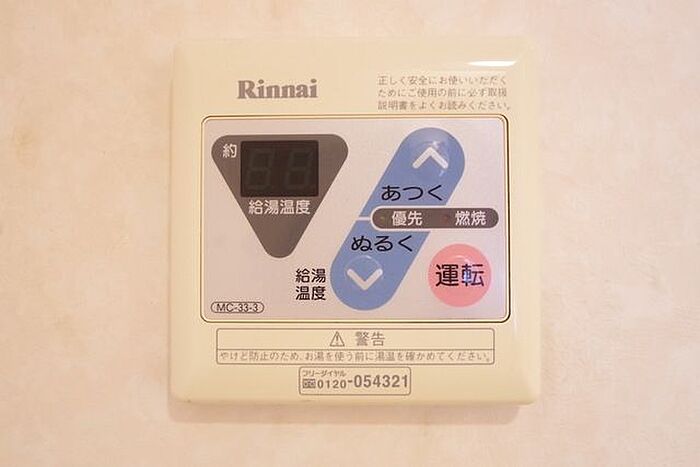 Rinnai
正しく安全にお使いいただく
ためにご使用の前に必ず取扱
説明書をよくお読みください。
約
給湯温度
あつく
優先 燃焼
ぬるく
給湯
温度
運転
MC-33-3
⚠ 警告
やけど防止のため、お湯を使う前に湯温を確かめてください。
フリーダイヤル
0120-054321